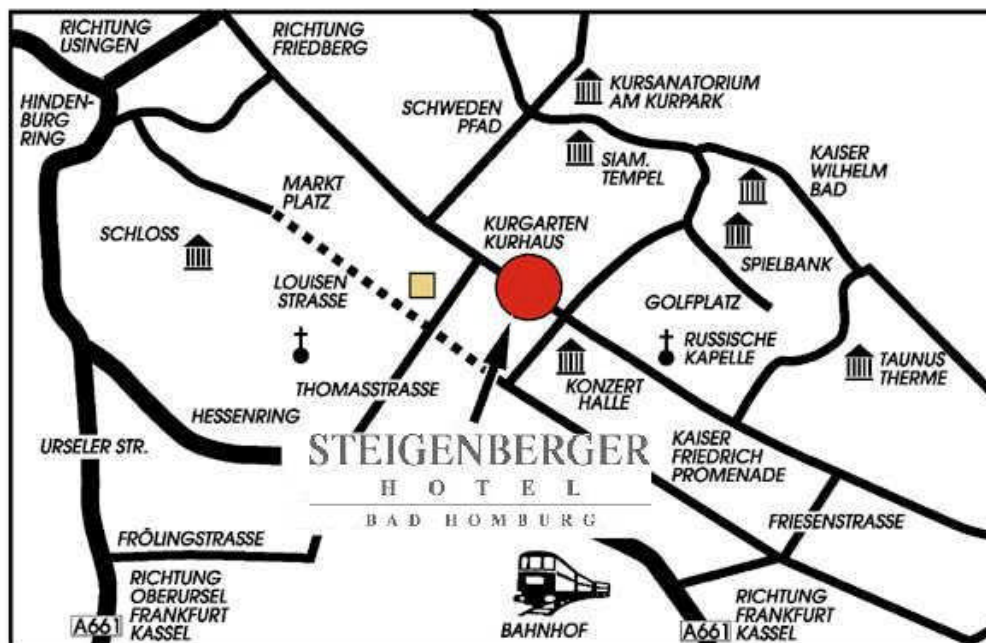 RICHTUNG
USINGEN
RICHTUNG
FRIEDBERG
HINDEN-
BURG
RING
SCHWEDEN
PFAD
KURSANATORIUM
AM KURPARK
SIAM.
TEMPEL
KAISER
WILHELM
BAD
MARKT
PLATZ
SCHLOSS
KURGARTEN
KURHAUS
SPIELBANK
LOUISEN
STRASSE
GOLFPLATZ
RUSSISCHE
KAPELLE
TAUNUS
THERME
THOMASSTRASSE
KONZERT
HALLE
HESSENRING
URSELER STR.
KAISER
FRIEDRICH
PROMENADE
STEIGENBERGER
HOTEL
BAD HOMBURG
FRIESENSTRASSE
FRÖLINGSTRASSE
RICHTUNG
OBERURSEL
FRANKFURT
KASSEL
A661
BAHNHOF
A661
RICHTUNG
FRANKFURT
KASSEL